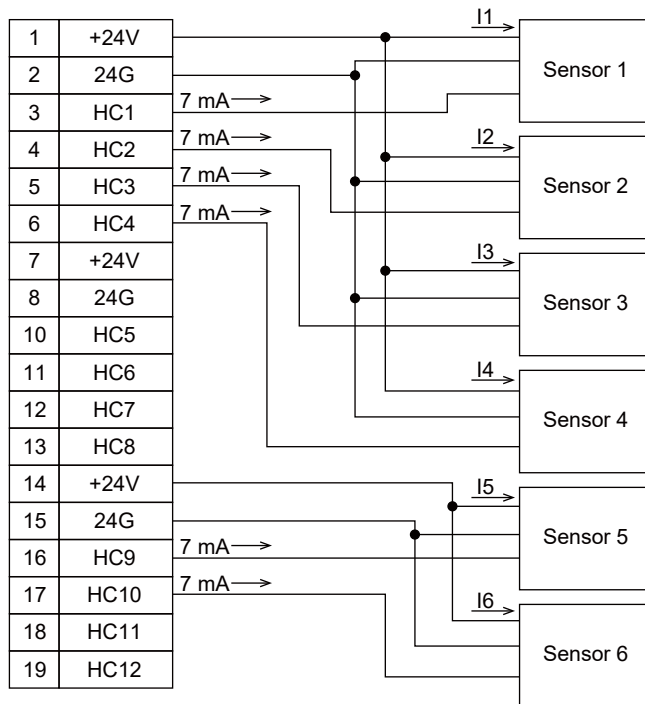 1 +24V
2 24G
3 HC1
4 HC2
5 HC3
6 HC4
7 +24V
8 24G
10 HC5
11 HC6
12 HC7
13 HC8
14 +24V
15 24G
16 HC9
17 HC10
18 HC11
19 HC12
7 mA
7 mA
7 mA
7 mA
7 mA
7 mA
I1
Sensor 1
I2
Sensor 2
I3
Sensor 3
I4
Sensor 4
I5
Sensor 5
I6
Sensor 6